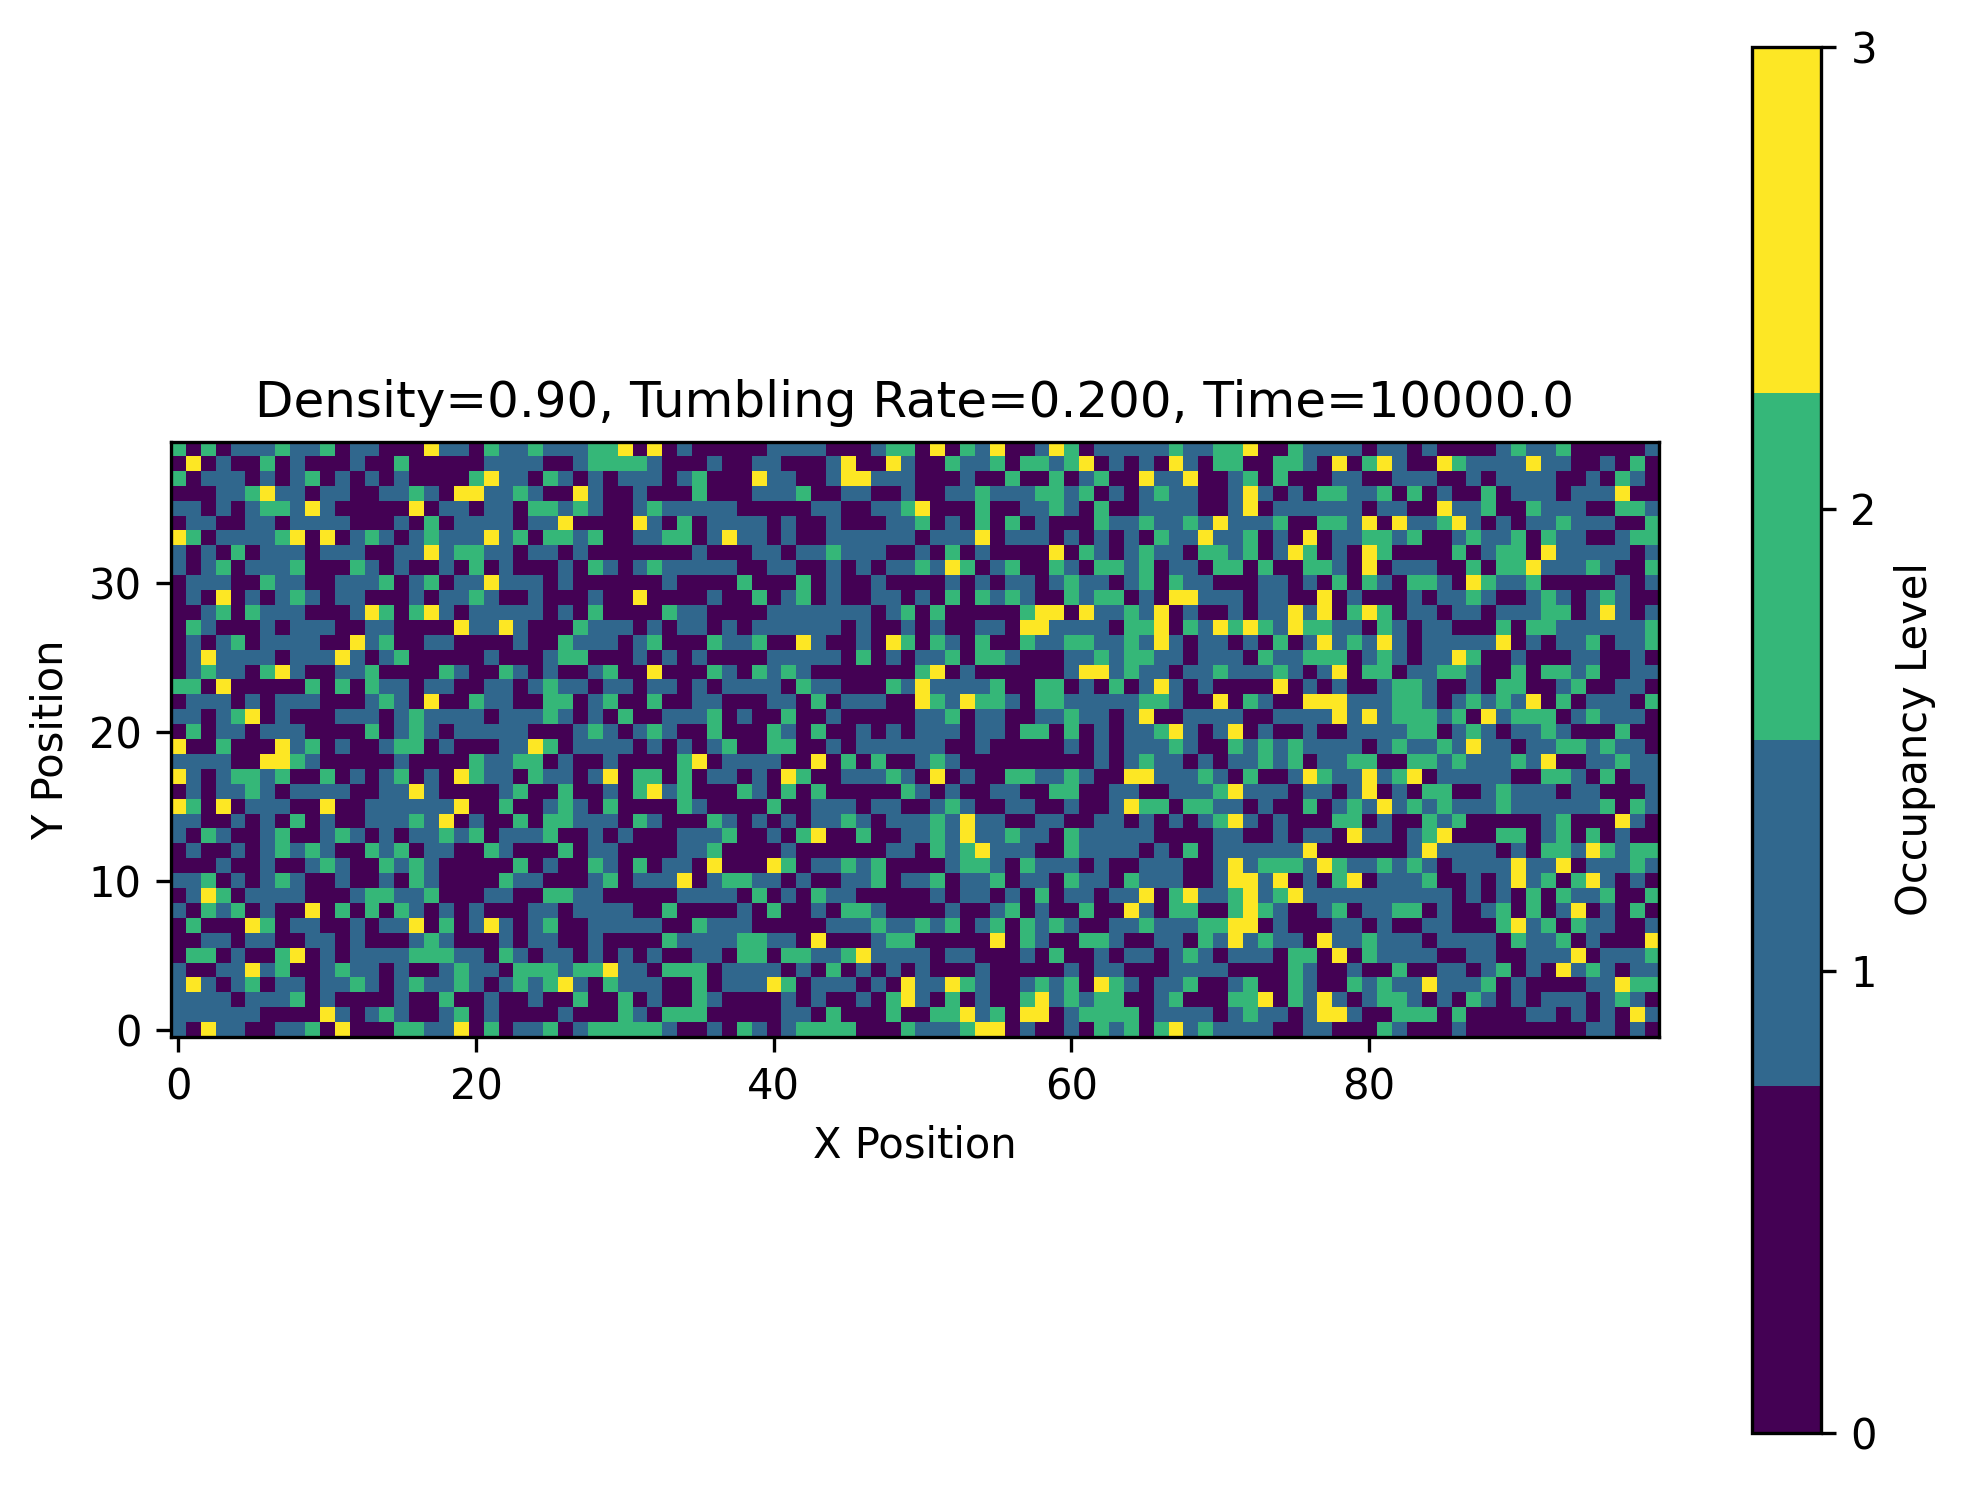 Density=0.90, Tumbling Rate=0.200, Time=10000.0
Y Position
30
20
10
0
0 20 40 60 80
X Position
3
2
1
0
Occupancy Level